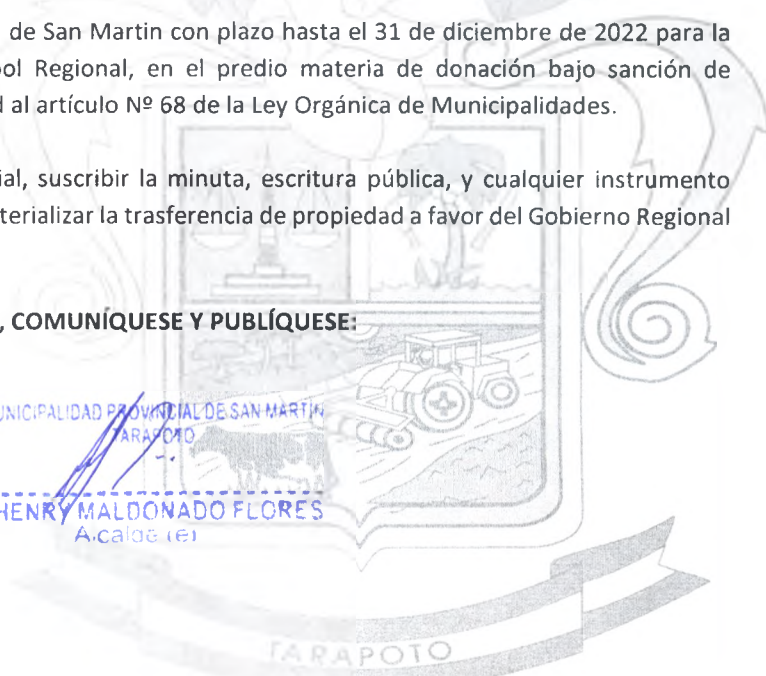 de San Martin con plazo hasta el 31 de diciembre de 2022 para la
ol Regional, en el predio materia de donación bajo sanción de
al artículo Nº 68 de la Ley Orgánica de Municipalidades.
ial, suscribir la minuta, escritura pública, y cualquier instrumento
terializar la trasferencia de propiedad a favor del Gobierno Regional
, COMUNÍQUESE Y PUBLÍQUESE:
UNICIPALIDAD PROVINCIAL DE SAN MARTIN
TARAPOTO
HENRY MALDONADO FLORES
Alcalde (e)
TARAPOTO